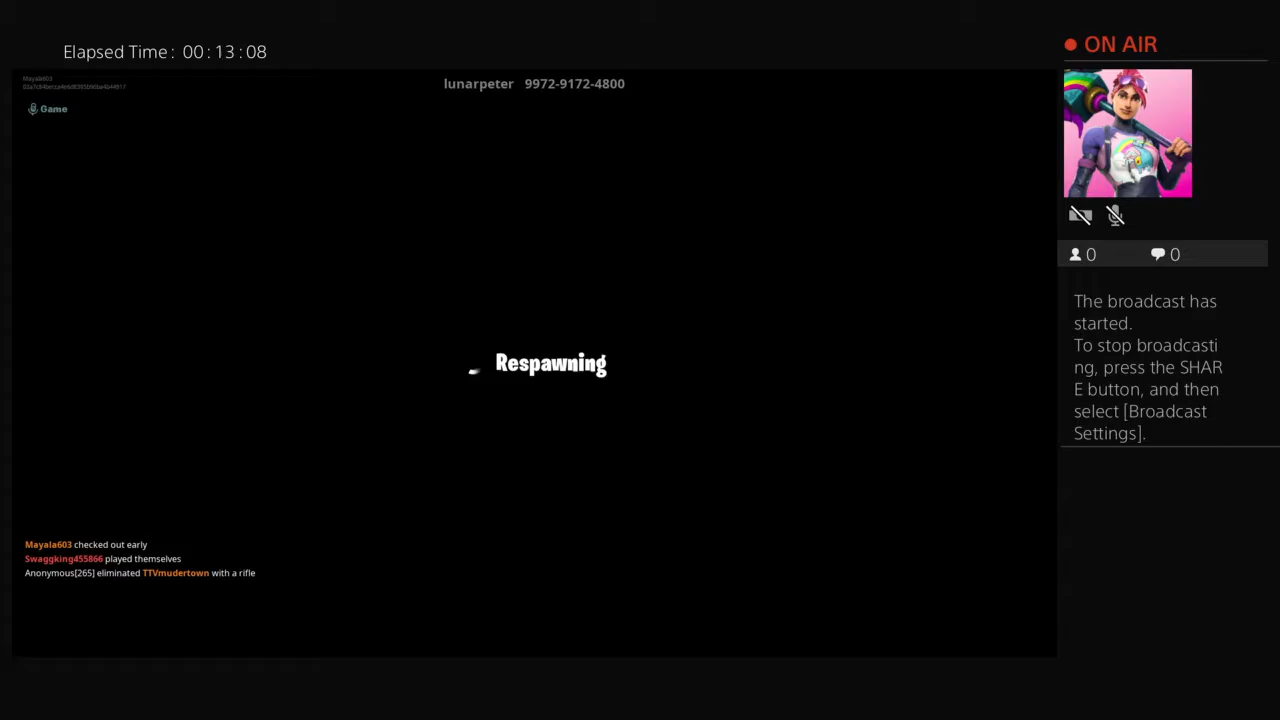 Elapsed Time: 00:13:08
ON AIR
Mayala603
lunarpeter 9972-9172-4800
Game
0 0
The broadcast has
started.
To stop broadcasti
ng, press the SHAR
E button, and then
select [Broadcast
Settings].
Respawning
Mayala603 checked out early
Swaggking455866 played themselves
Anonymous[265] eliminated TTVmudertown with a rifle